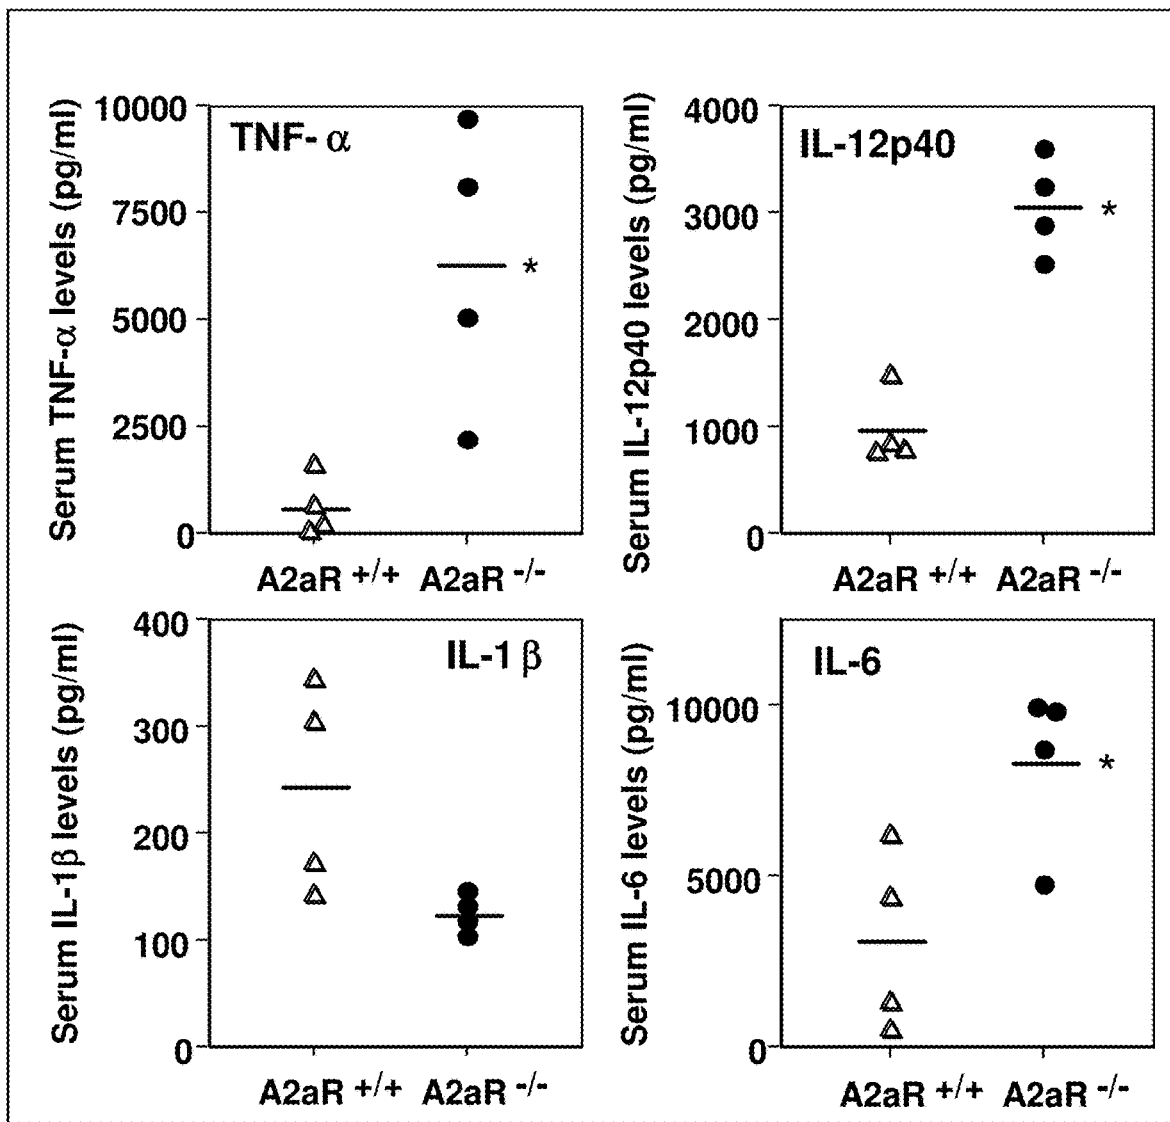 Serum TNF-α levels (pg/ml)
10000
7500
5000
2500
0
TNF- α
*
A2aR +/+ A2aR -/-
Serum IL-12p40 levels (pg/ml)
4000
3000
2000
1000
0
IL-12p40
*
A2aR +/+ A2aR -/-
Serum IL-1β levels (pg/ml)
400
300
200
100
0
IL-1 β
A2aR +/+ A2aR -/-
Serum IL-6 levels (pg/ml)
10000
5000
0
IL-6
*
A2aR +/+ A2aR -/-